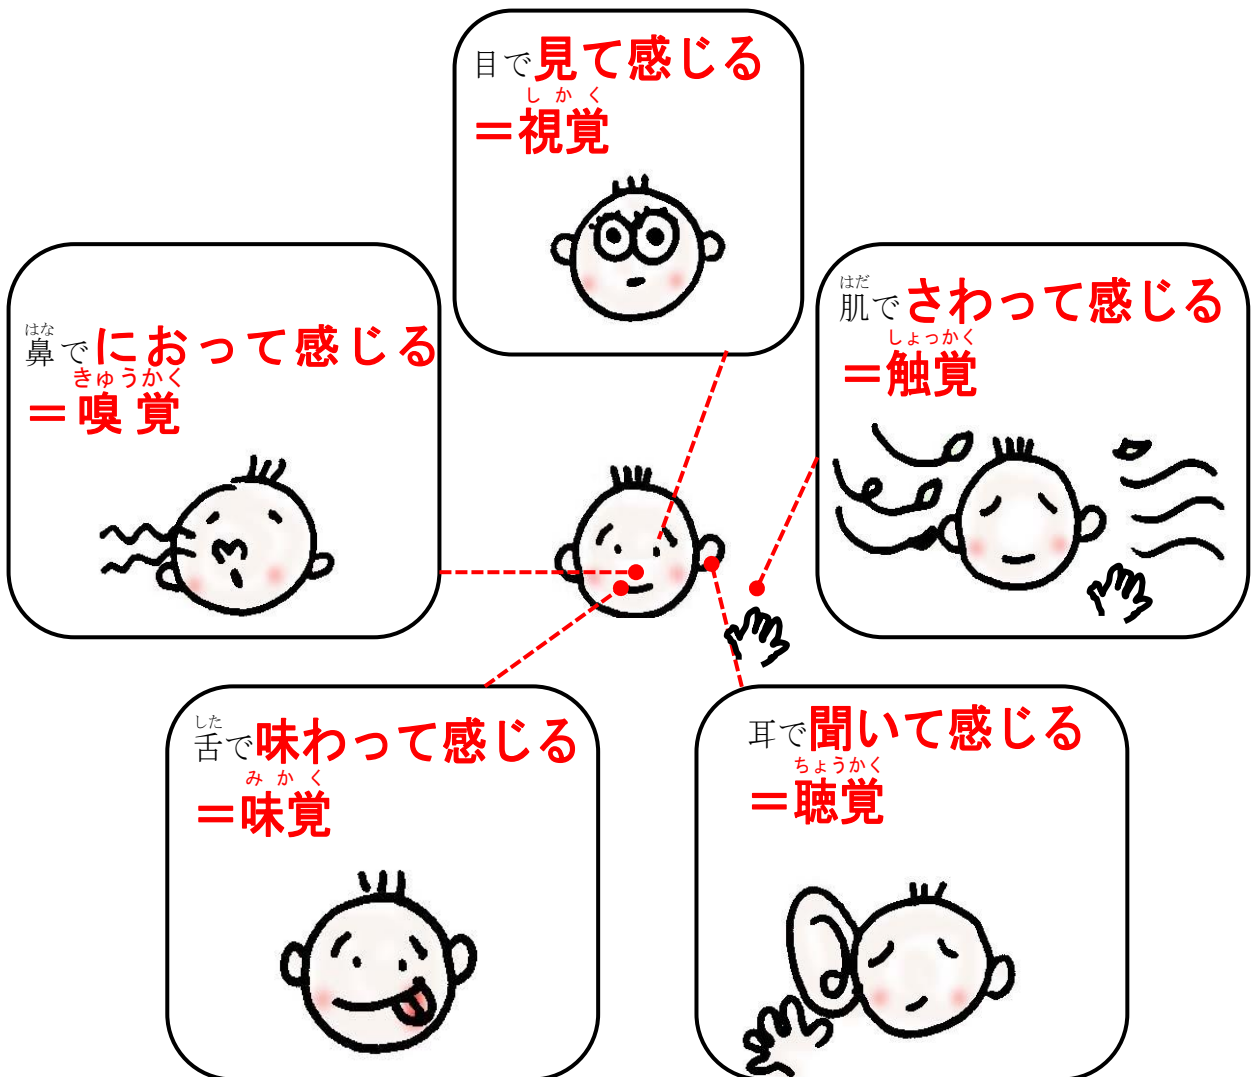 目で見て感じる
しかく
＝視覚
はな
鼻でにおって感じる
きゅうかく
＝嗅覚
はだ
肌でさわって感じる
しょっかく
＝触覚
した
舌で味わって感じる
みかく
＝味覚
耳で聞いて感じる
ちょうかく
＝聴覚